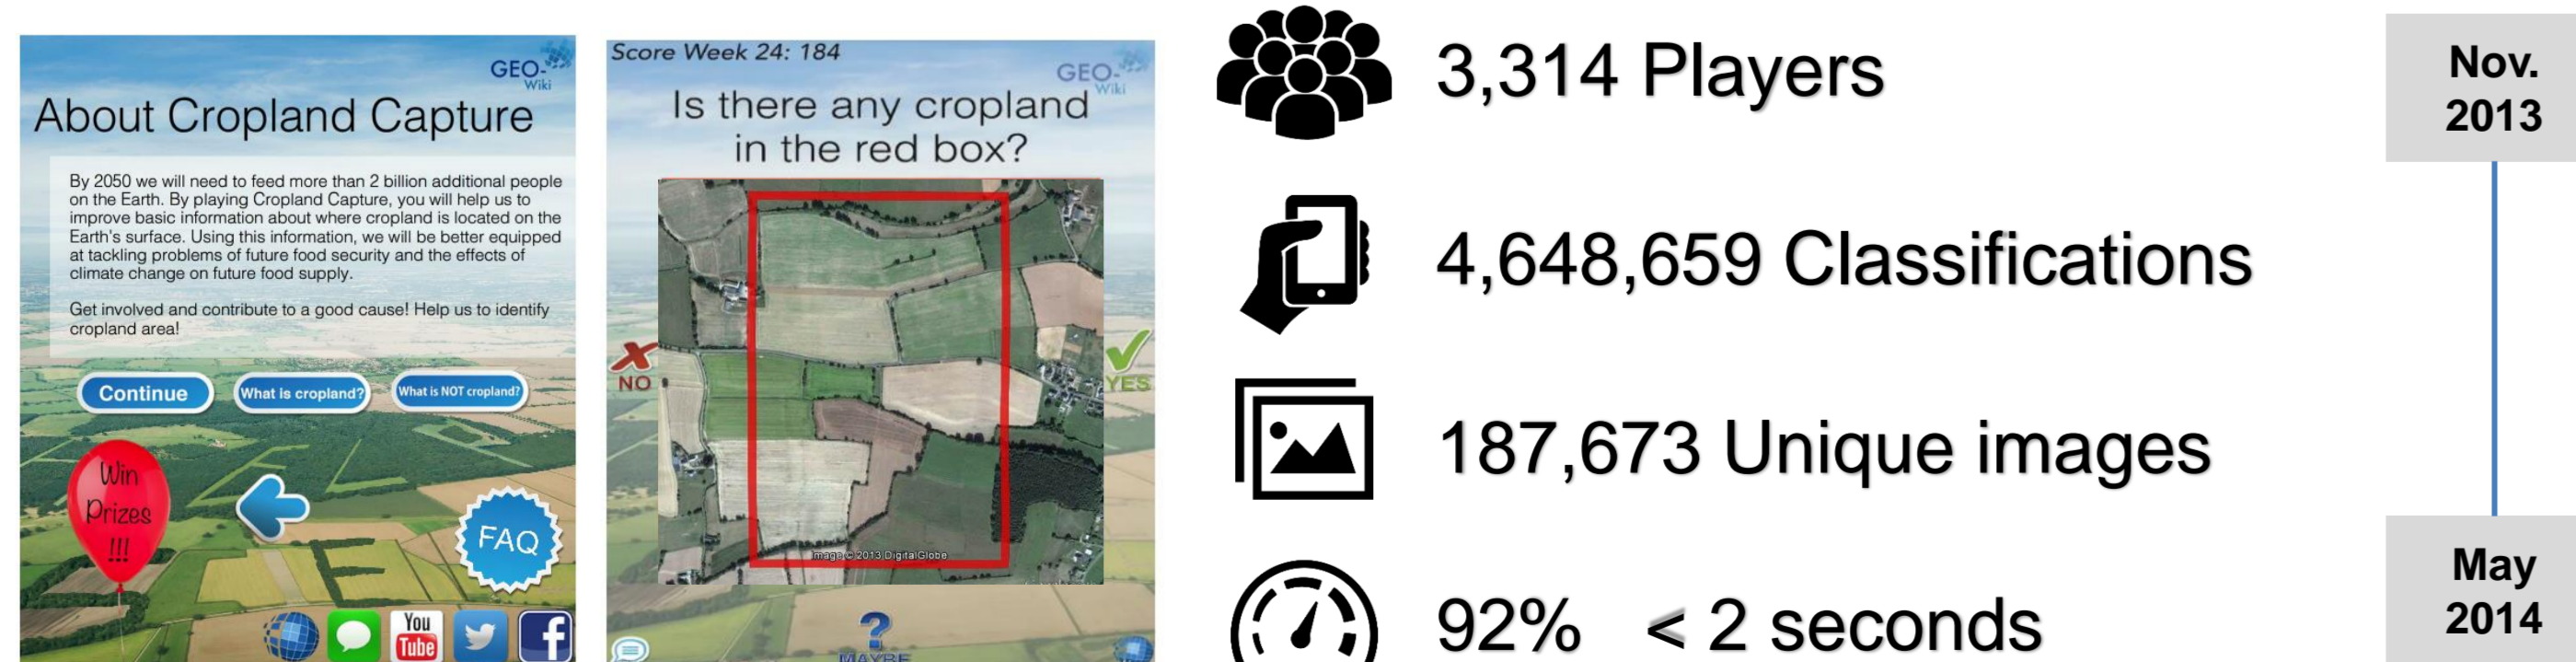 GEO-
Wiki
About Cropland Capture
By 2050 we will need to feed more than 2 billion additional people
on the Earth. By playing Cropland Capture, you will help us to
improve basic information about where cropland is located on the
Earth's surface. Using this information, we will be better equipped
at tackling problems of future food security and the effects of
climate change on future food supply.
Get involved and contribute to a good cause! Help us to identify
cropland area!
Continue
What is cropland?
What is NOT cropland?
Win
Prizes
!!!
FAQ
You
Tube
f
Score Week 24: 184
GEO-
Wiki
Is there any cropland
in the red box?
NO
YES
Image © 2013 DigitalGlobe
?
MAYBE
3,314 Players
4,648,659 Classifications
187,673 Unique images
92% < 2 seconds
Nov.
2013
May
2014